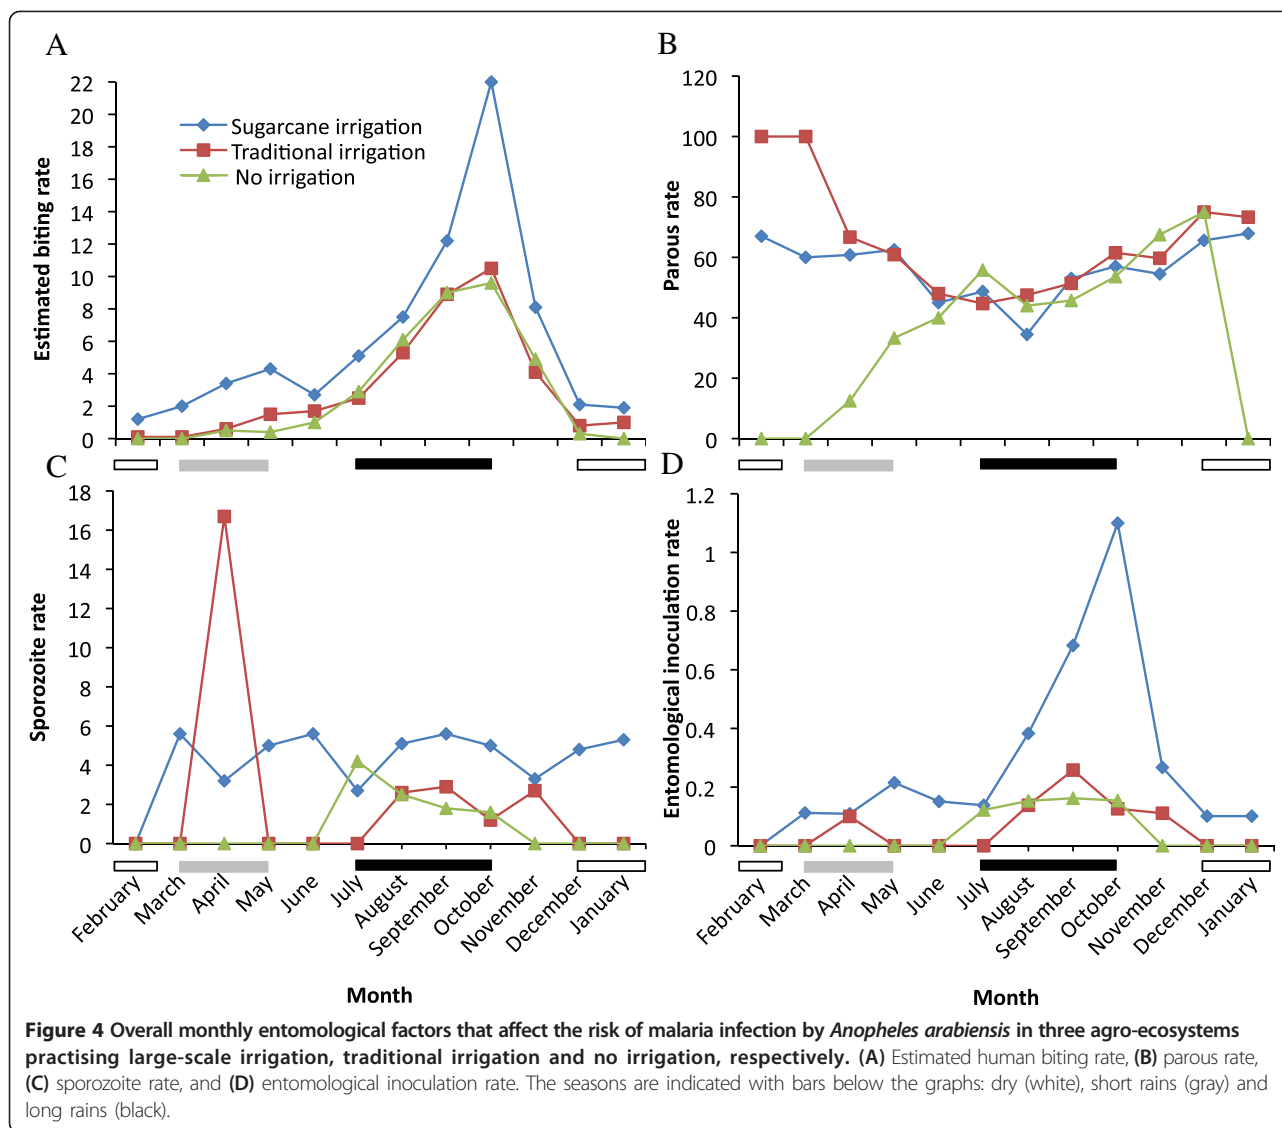 A
Estimated biting rate
22
20
18
16
14
12
10
8
6
4
2
0
Sugarcane irrigation
Traditional irrigation
No irrigation
B
Parous rate
120
100
80
60
40
20
0
C
Sporozoite rate
18
16
14
12
10
8
6
4
2
0
February
March
April
May
June
July
August
September
October
November
December
January
Month
D
Entomological inoculation rate
1.2
1
0.8
0.6
0.4
0.2
0
February
March
April
May
June
July
August
September
October
November
December
January
Month
Figure 4 Overall monthly entomological factors that affect the risk of malaria infection by Anopheles arabiensis in three agro-ecosystems
practising large-scale irrigation, traditional irrigation and no irrigation, respectively. (A) Estimated human biting rate, (B) parous rate,
(C) sporozoite rate, and (D) entomological inoculation rate. The seasons are indicated with bars below the graphs: dry (white), short rains (gray) and
long rains (black).